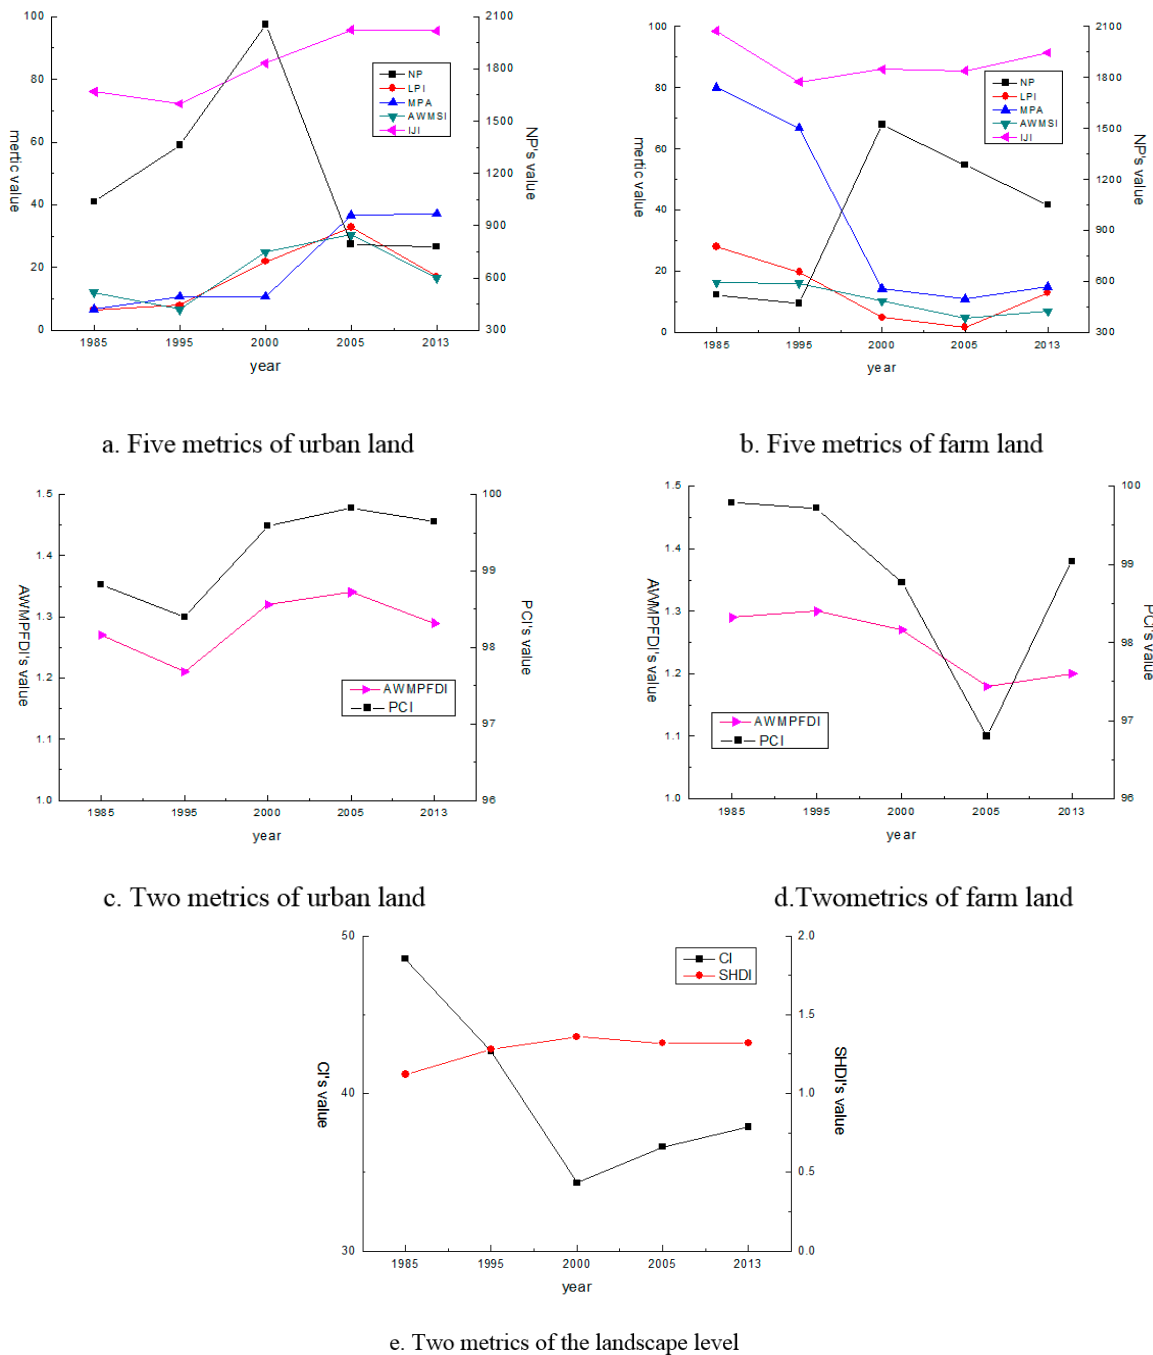 100
80
60
40
20
0
mertic value
2100
1800
1500
1200
900
600
300
NP's value
NP
LPI
MPA
AWMSI
IJI
1985 1995 2000 2005 2013
year
a. Five metrics of urban land
100
80
60
40
20
0
mertic value
2100
1800
1500
1200
900
600
300
NP's value
NP
LPI
MPA
AWMSI
IJI
1985 1995 2000 2005 2013
year
b. Five metrics of farm land
1.5
1.4
1.3
1.2
1.1
1.0
AWMPFDI's value
100
99
98
97
96
PCI's value
AWMPFDI
PCI
1985 1995 2000 2005 2013
year
c. Two metrics of urban land
1.5
1.4
1.3
1.2
1.1
1.0
AWMPFDI's value
100
99
98
97
96
PCI's value
AWMPFDI
PCI
1985 1995 2000 2005 2013
year
d.Twometrics of farm land
50
40
30
CI's value
2.0
1.5
1.0
0.5
0.0
SHDI's value
CI
SHDI
1985 1995 2000 2005 2013
year
e. Two metrics of the landscape level